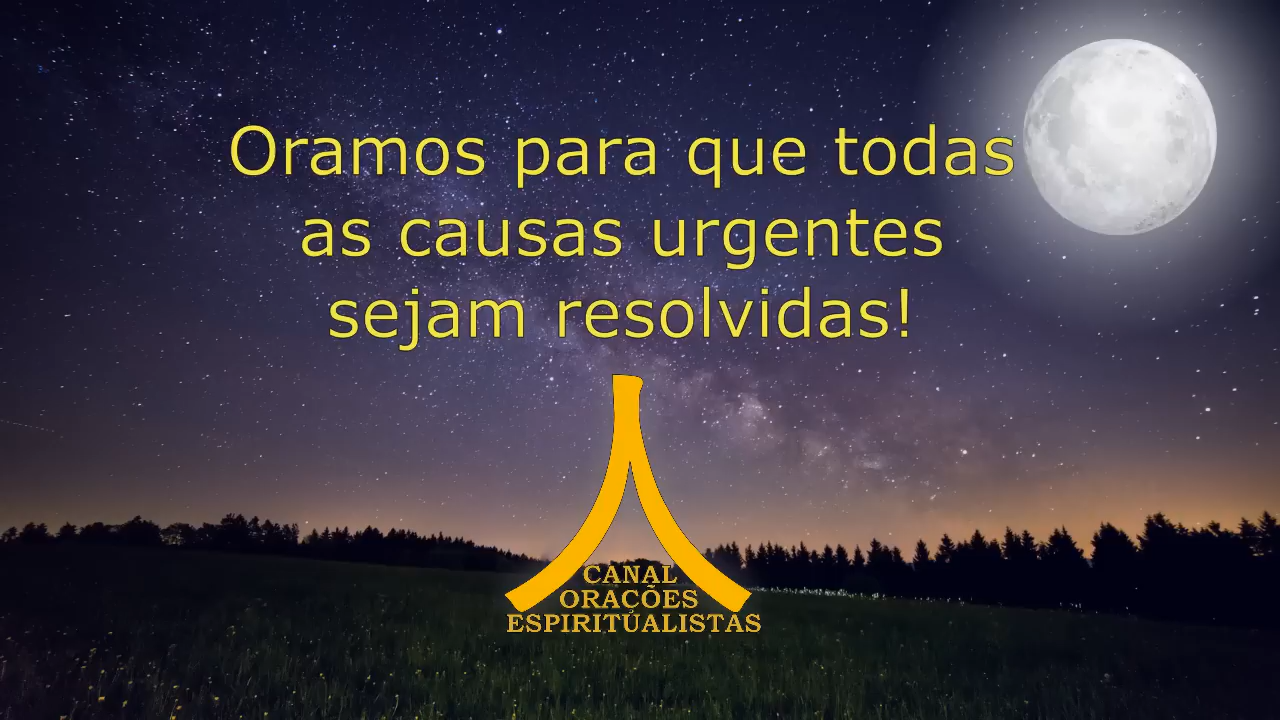 Oramos para que todas
as causas urgentes
sejam resolvidas!
CANAL
ORAÇÕES
ESPIRITUALISTAS